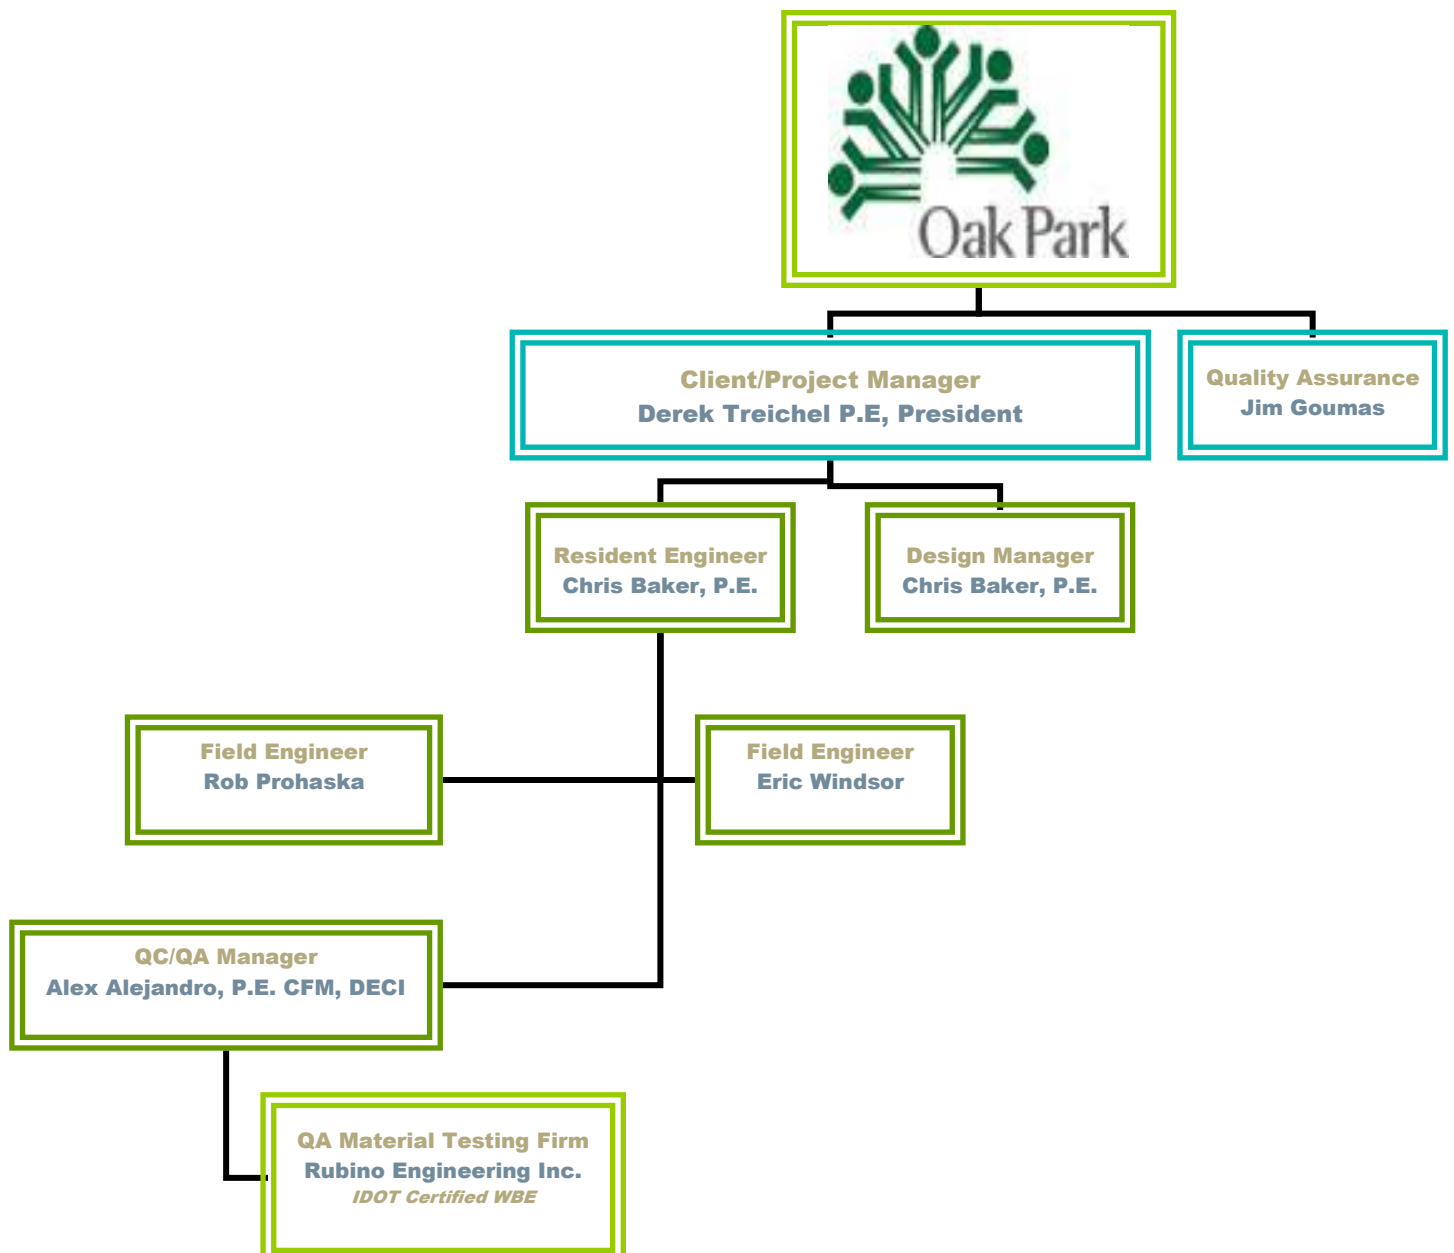 Oak Park
Client/Project Manager
Derek Treichel P.E, President
Quality Assurance
Jim Goumas
Resident Engineer
Chris Baker, P.E.
Design Manager
Chris Baker, P.E.
Field Engineer
Rob Prohaska
Field Engineer
Eric Windsor
QC/QA Manager
Alex Alejandro, P.E. CFM, DECI
QA Material Testing Firm
Rubino Engineering Inc.
IDOT Certified WBE